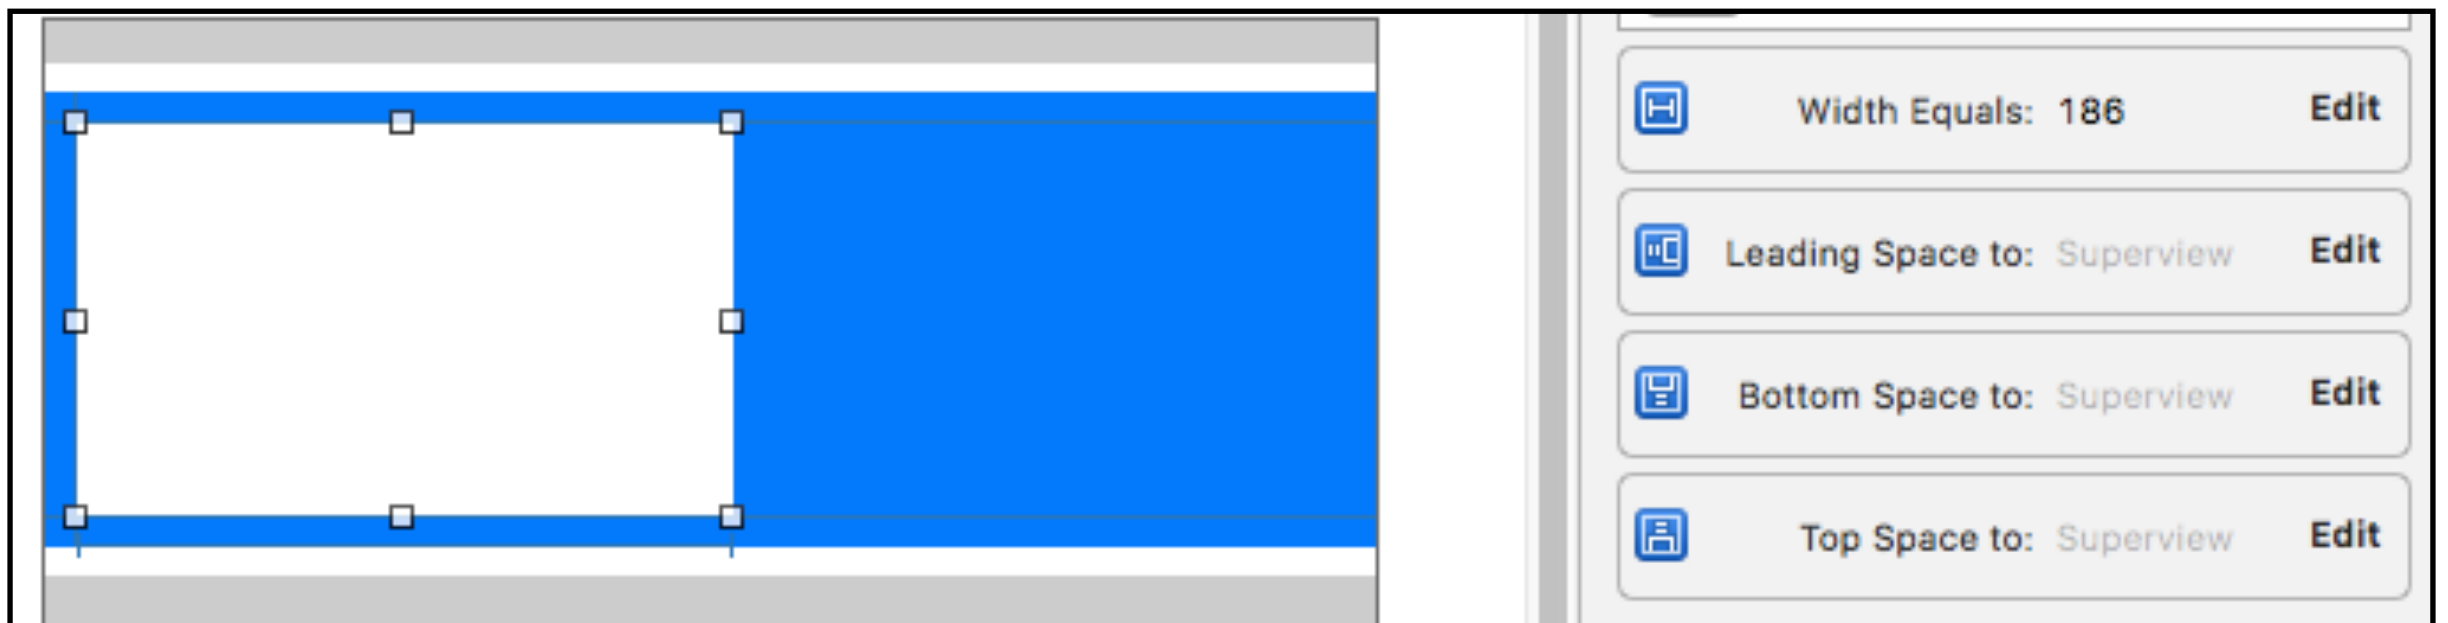 Width Equals: 186 Edit
Leading Space to: Superview Edit
Bottom Space to: Superview Edit
Top Space to: Superview Edit